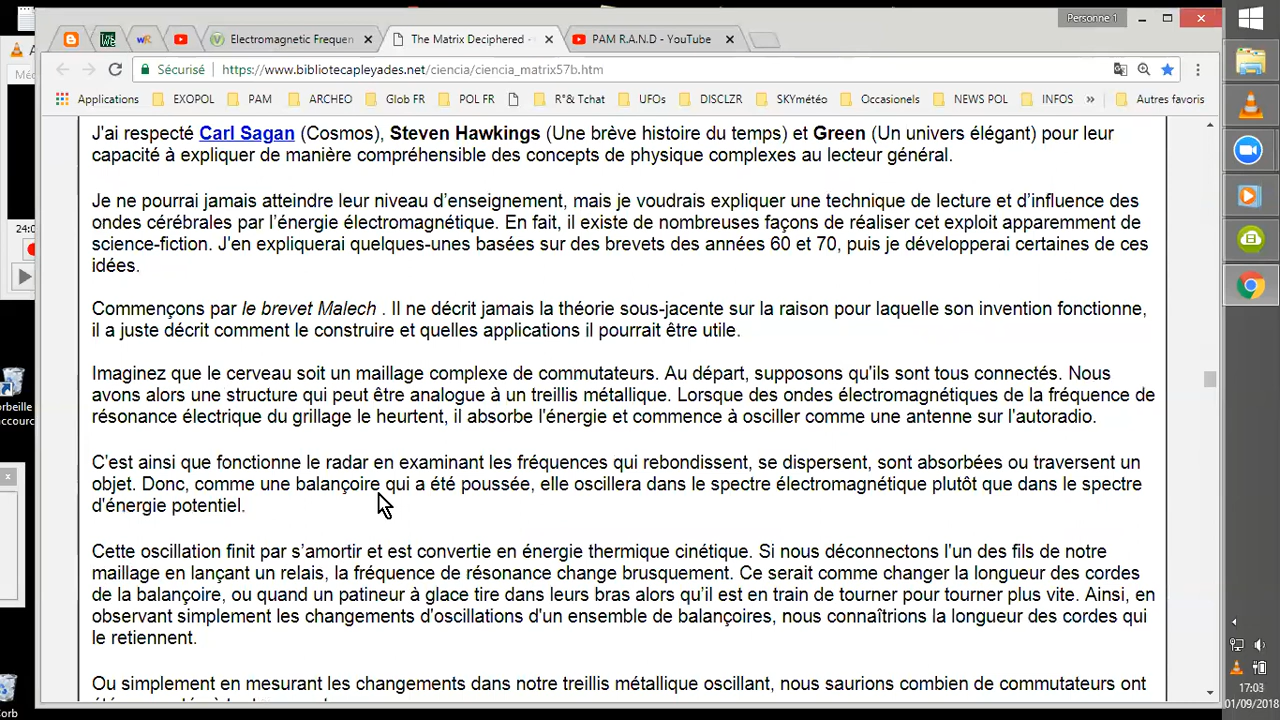 Personne 1
Electromagnetic Frequen
The Matrix Deciphered -
PAM R.A.N.D - YouTube
Sécurisé
https://www.bibliotecapleyades.net/ciencia/ciencia_matrix57b.htm
Applications EXOPOL PAM ARCHEO Glob FR POL FR R°& Tchat UFOs DISCLZR SKYmétéo Occasionels NEWS POL INFOS » Autres favoris
J'ai respecté Carl Sagan (Cosmos), Steven Hawkings (Une brève histoire du temps) et Green (Un univers élégant) pour leur
capacité à expliquer de manière compréhensible des concepts de physique complexes au lecteur général.
Je ne pourrai jamais atteindre leur niveau d'enseignement, mais je voudrais expliquer une technique de lecture et d'influence des
ondes cérébrales par l'énergie électromagnétique. En fait, il existe de nombreuses façons de réaliser cet exploit apparemment de
science-fiction. J'en expliquerai quelques-unes basées sur des brevets des années 60 et 70, puis je développerai certaines de ces
idées.
Commençons par le brevet Malech . Il ne décrit jamais la théorie sous-jacente sur la raison pour laquelle son invention fonctionne,
il a juste décrit comment le construire et quelles applications il pourrait être utile.
Imaginez que le cerveau soit un maillage complexe de commutateurs. Au départ, supposons qu'ils sont tous connectés. Nous
avons alors une structure qui peut être analogue à un treillis métallique. Lorsque des ondes électromagnétiques de la fréquence de
résonance électrique du grillage le heurtent, il absorbe l'énergie et commence à osciller comme une antenne sur l'autoradio.
C'est ainsi que fonctionne le radar en examinant les fréquences qui rebondissent, se dispersent, sont absorbées ou traversent un
objet. Donc, comme une balançoire qui a été poussée, elle oscillera dans le spectre électromagnétique plutôt que dans le spectre
d'énergie potentiel.
Cette oscillation finit par s'amortir et est convertie en énergie thermique cinétique. Si nous déconnectons l'un des fils de notre
maillage en lançant un relais, la fréquence de résonance change brusquement. Ce serait comme changer la longueur des cordes
de la balançoire, ou quand un patineur à glace tire dans leurs bras alors qu'il est en train de tourner pour tourner plus vite. Ainsi, en
observant simplement les changements d'oscillations d'un ensemble de balançoires, nous connaîtrions la longueur des cordes qui
le retiennent.
Ou simplement en mesurant les changements dans notre treillis métallique oscillant, nous saurions combien de commutateurs ont
24:0
orbeille
accourc
Corb
17:03
01/09/2018